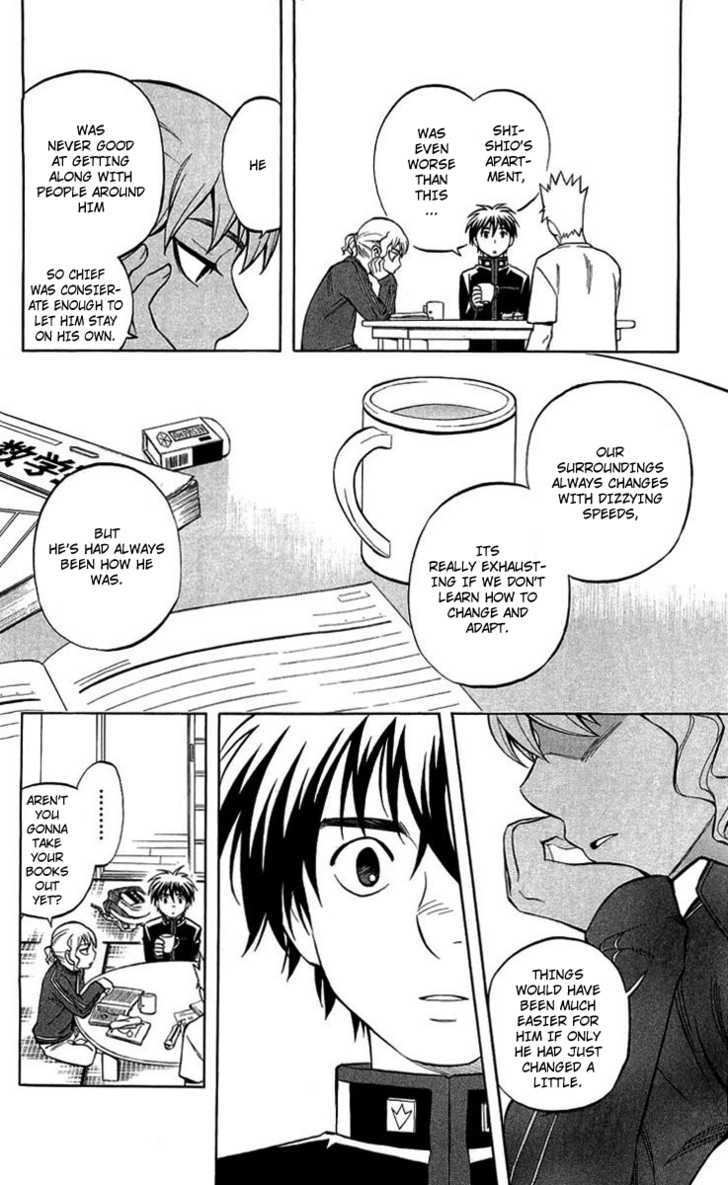 SHI-
SHIO'S
APART-
MENT,
WAS
EVEN
WORSE
THAN
THIS
...
HE
WAS
NEVER GOOD
AT GETTING
ALONG WITH
PEOPLE AROUND
HIM
SO CHIEF
WAS
CONSIER-
ATE ENOUGH TO
LET HIM STAY
ON HIS OWN.
OUR
SURROUNDINGS
ALWAYS CHANGES
WITH DIZZYING
SPEEDS,
ITS
REALLY EXHAUST-
ING IF WE DON'T
LEARN HOW TO
CHANGE AND
ADAPT.
BUT
HE'S HAD ALWAYS
BEEN HOW HE
WAS.
数学
THINGS
WOULD HAVE
BEEN MUCH
EASIER FOR
HIM IF ONLY
HE HAD JUST
CHANGED A
LITTLE.
........
AREN'T
YOU
GONNA
TAKE
YOUR
BOOKS
OUT
YET?